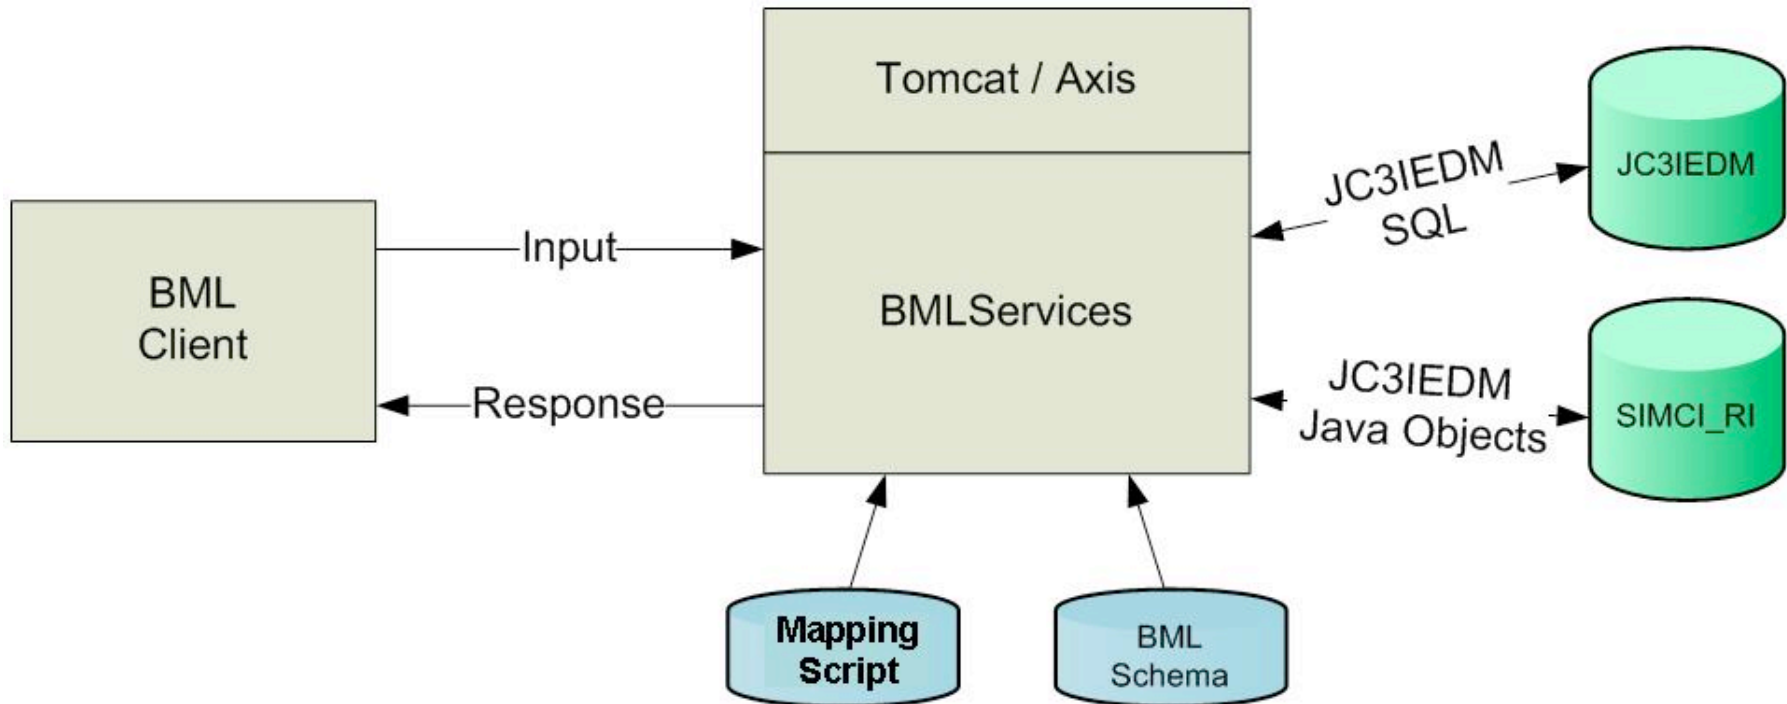 Tomcat / Axis
JC3IEDM
SQL
JC3IEDM
BML
Client
Input
BMLServices
Response
JC3IEDM
Java Objects
SIMCI_RI
Mapping
Script
BML
Schema